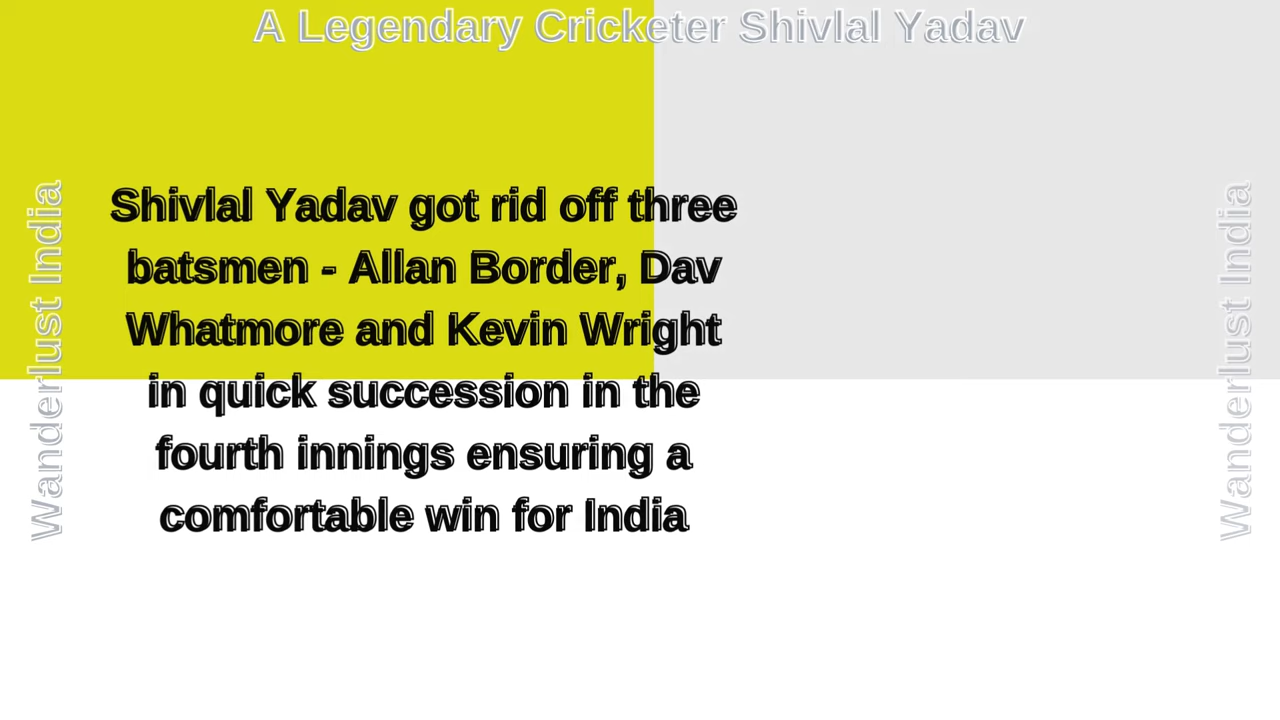 A Legendary Cricketer Shivlal Yadav
Wanderlust India
Shivlal Yadav got rid off three
batsmen - Allan Border, Dav
Whatmore and Kevin Wright
in quick succession in the
fourth innings ensuring a
comfortable win for India
Wanderlust India